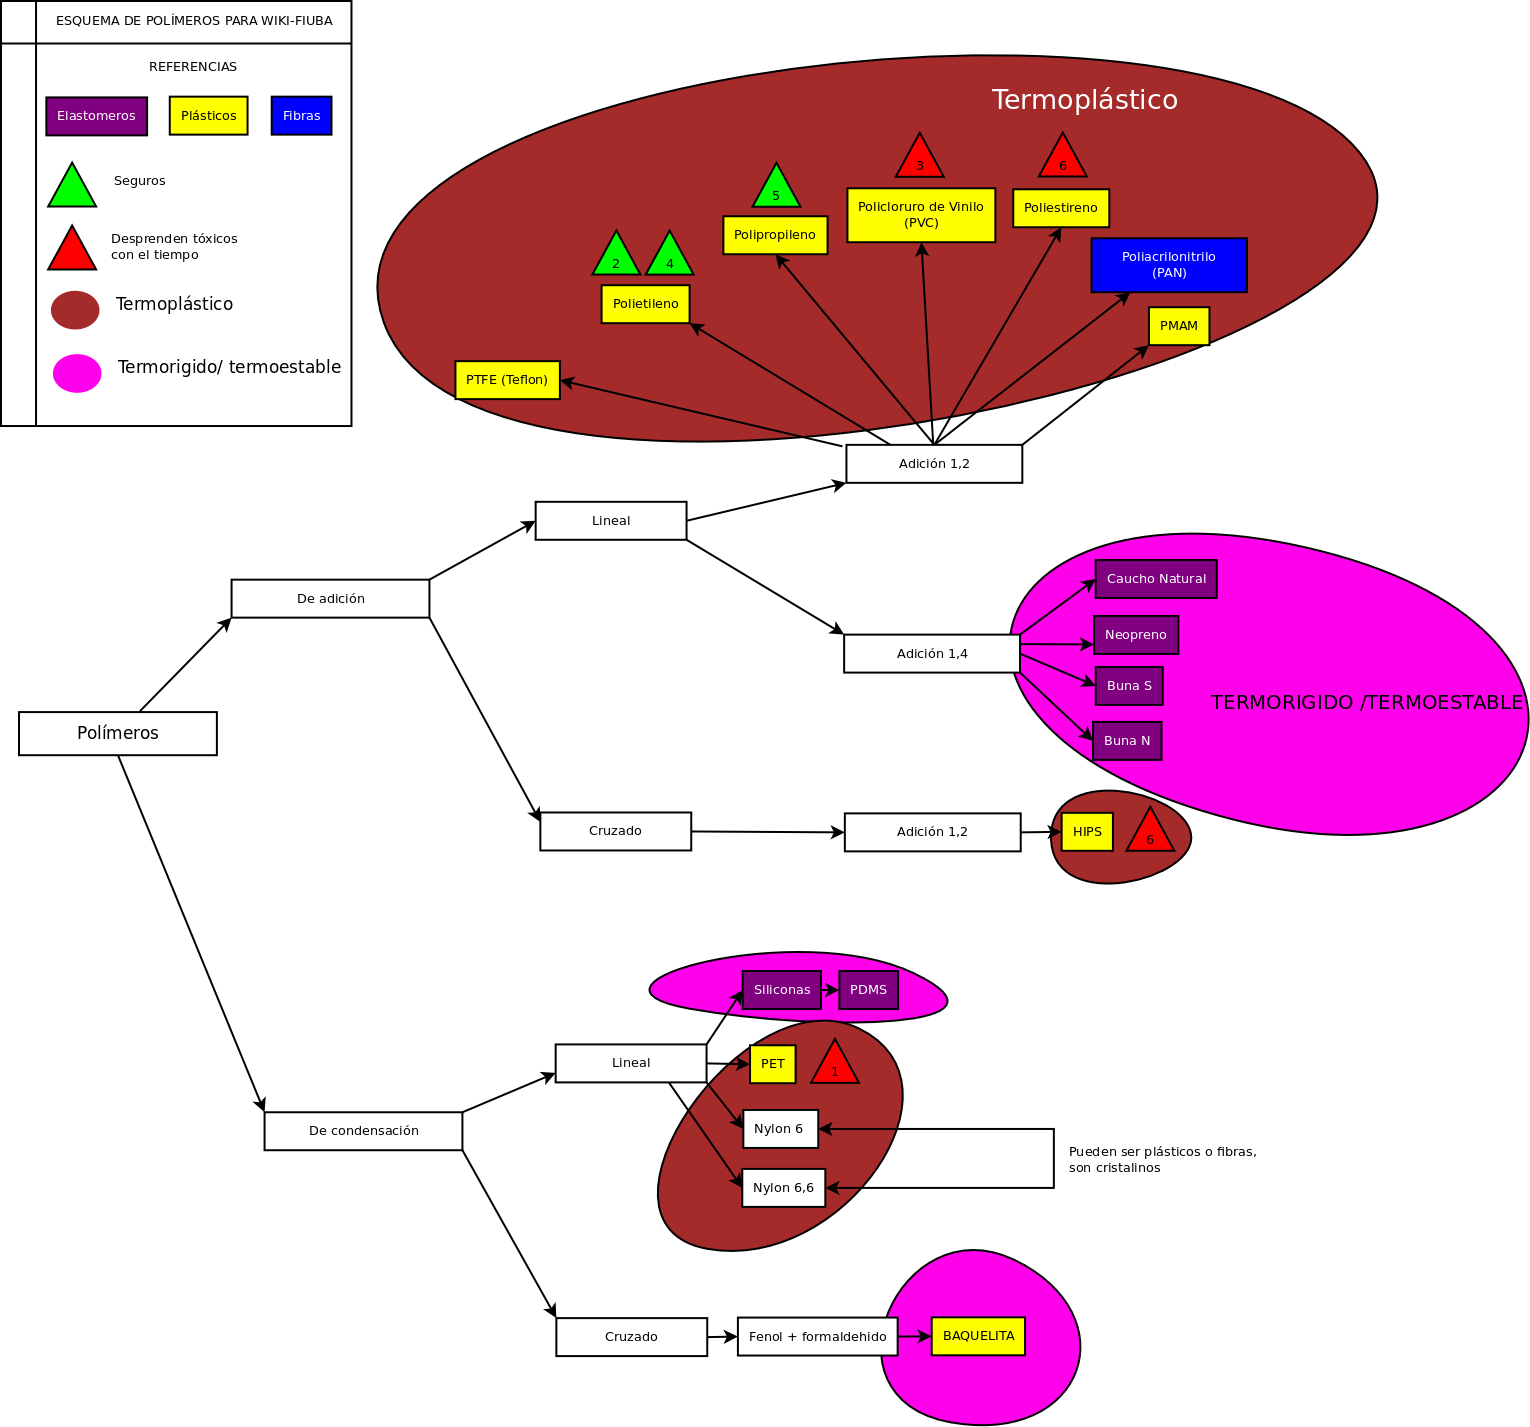 ESQUEMA DE POLÍMEROS PARA WIKI-FIUBA
REFERENCIAS
Elastomeros
Plásticos
Fibras
Seguros
Desprenden tóxicos
con el tiempo
Termoplástico
Termorigido/ termoestable
Termoplástico
3
6
5
Policloruro de Vinilo
(PVC)
Poliestireno
Polipropileno
2
4
Poliacrilonitrilo
(PAN)
Polietileno
PMAM
PTFE (Teflon)
Adición 1,2
Lineal
De adición
Caucho Natural
Neopreno
Adición 1,4
Buna S
TERMORIGIDO /TERMOESTABLE
Buna N
Polímeros
Cruzado
Adición 1,2
HIPS
6
Siliconas
PDMS
Lineal
PET
1
De condensación
Nylon 6
Pueden ser plásticos o fibras,
son cristalinos
Nylon 6,6
Cruzado
Fenol + formaldehido
BAQUELITA